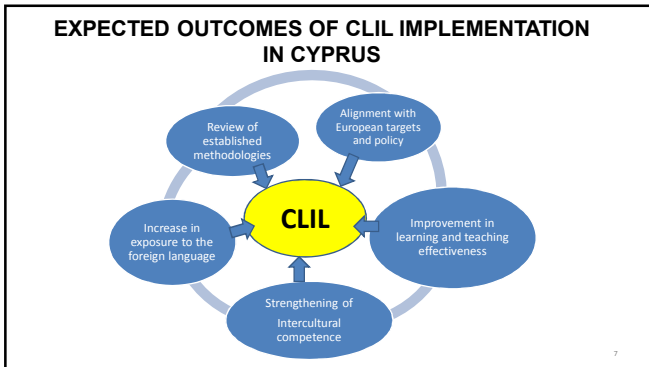 EXPECTED OUTCOMES OF CLIL IMPLEMENTATION
IN CYPRUS
Review of
established
methodologies
Alignment with
European targets
and policy
CLIL
Increase in
exposure to the
foreign language
Improvement in
learning and teaching
effectiveness
Strengthening of
Intercultural
competence
7